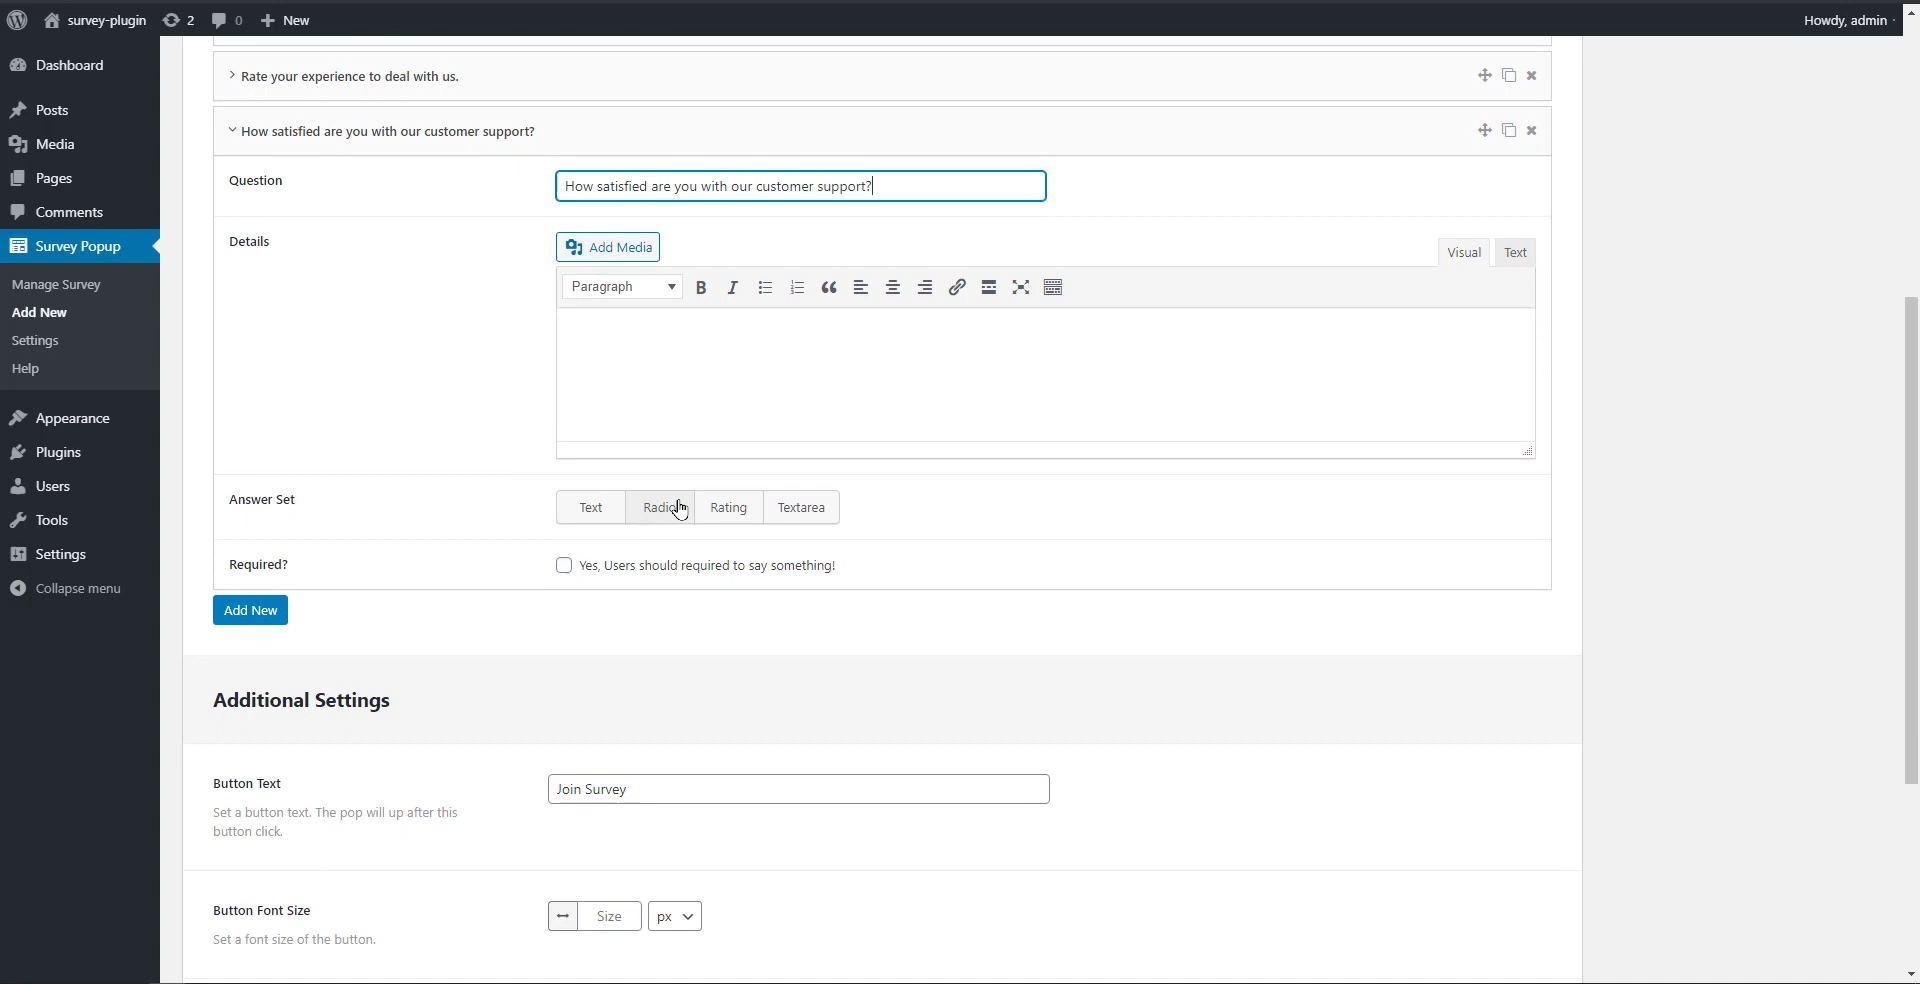 survey-plugin 2 0 New Howdy, admin
Dashboard
Posts
Media
Pages
Comments
Survey Popup
Manage Survey
Add New
Settings
Help
Appearance
Plugins
Users
Tools
Settings
Collapse menu
Rate your experience to deal with us.
How satisfied are you with our customer support?
Question
How satisfied are you with our customer support?
Details
Add Media
Visual Text
Paragraph B I
Answer Set
Text Radio Rating Textarea
Required?
Yes, Users should required to say something!
Add New
Additional Settings
Button Text
Set a button text. The pop will up after this
button click.
Join Survey
Button Font Size
Set a font size of the button.
Size px